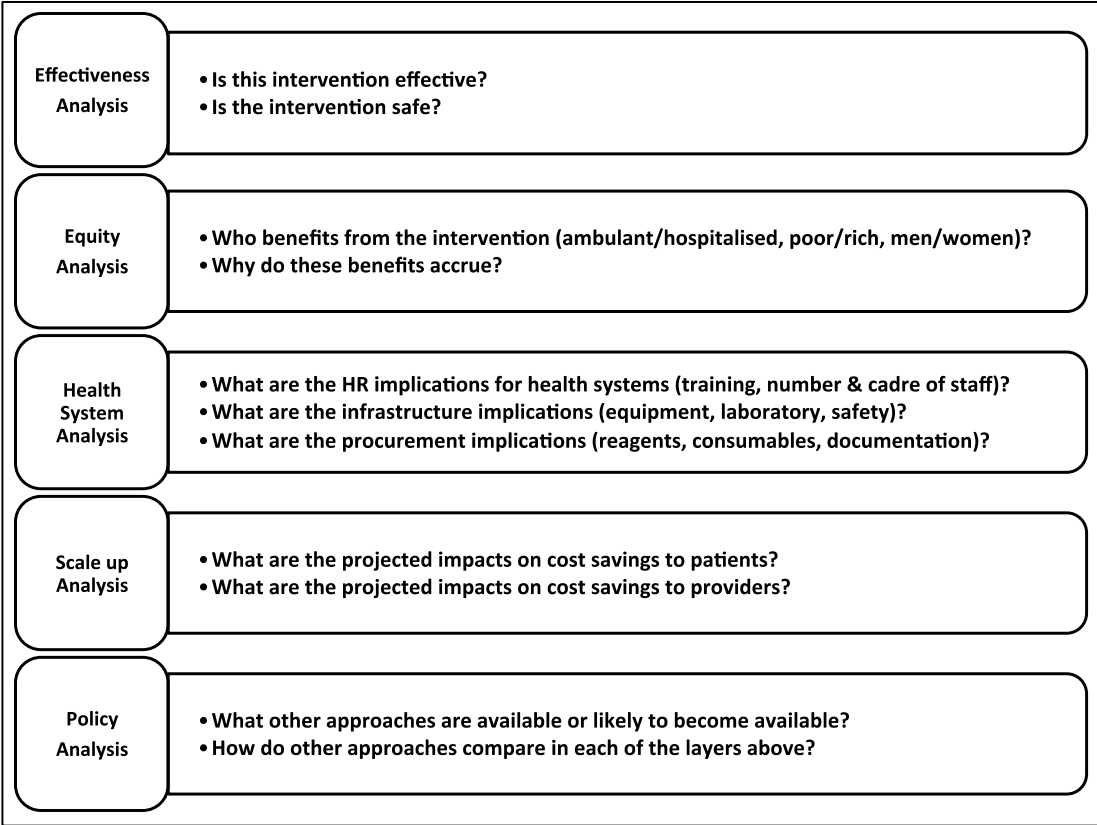 Effectiveness
Analysis
• Is this intervention effective?
• Is the intervention safe?
Equity
Analysis
• Who benefits from the intervention (ambulant/hospitalised, poor/rich, men/women)?
• Why do these benefits accrue?
Health
System
Analysis
• What are the HR implications for health systems (training, number & cadre of staff)?
• What are the infrastructure implications (equipment, laboratory, safety)?
• What are the procurement implications (reagents, consumables, documentation)?
Scale up
Analysis
• What are the projected impacts on cost savings to patients?
• What are the projected impacts on cost savings to providers?
Policy
Analysis
• What other approaches are available or likely to become available?
• How do other approaches compare in each of the layers above?